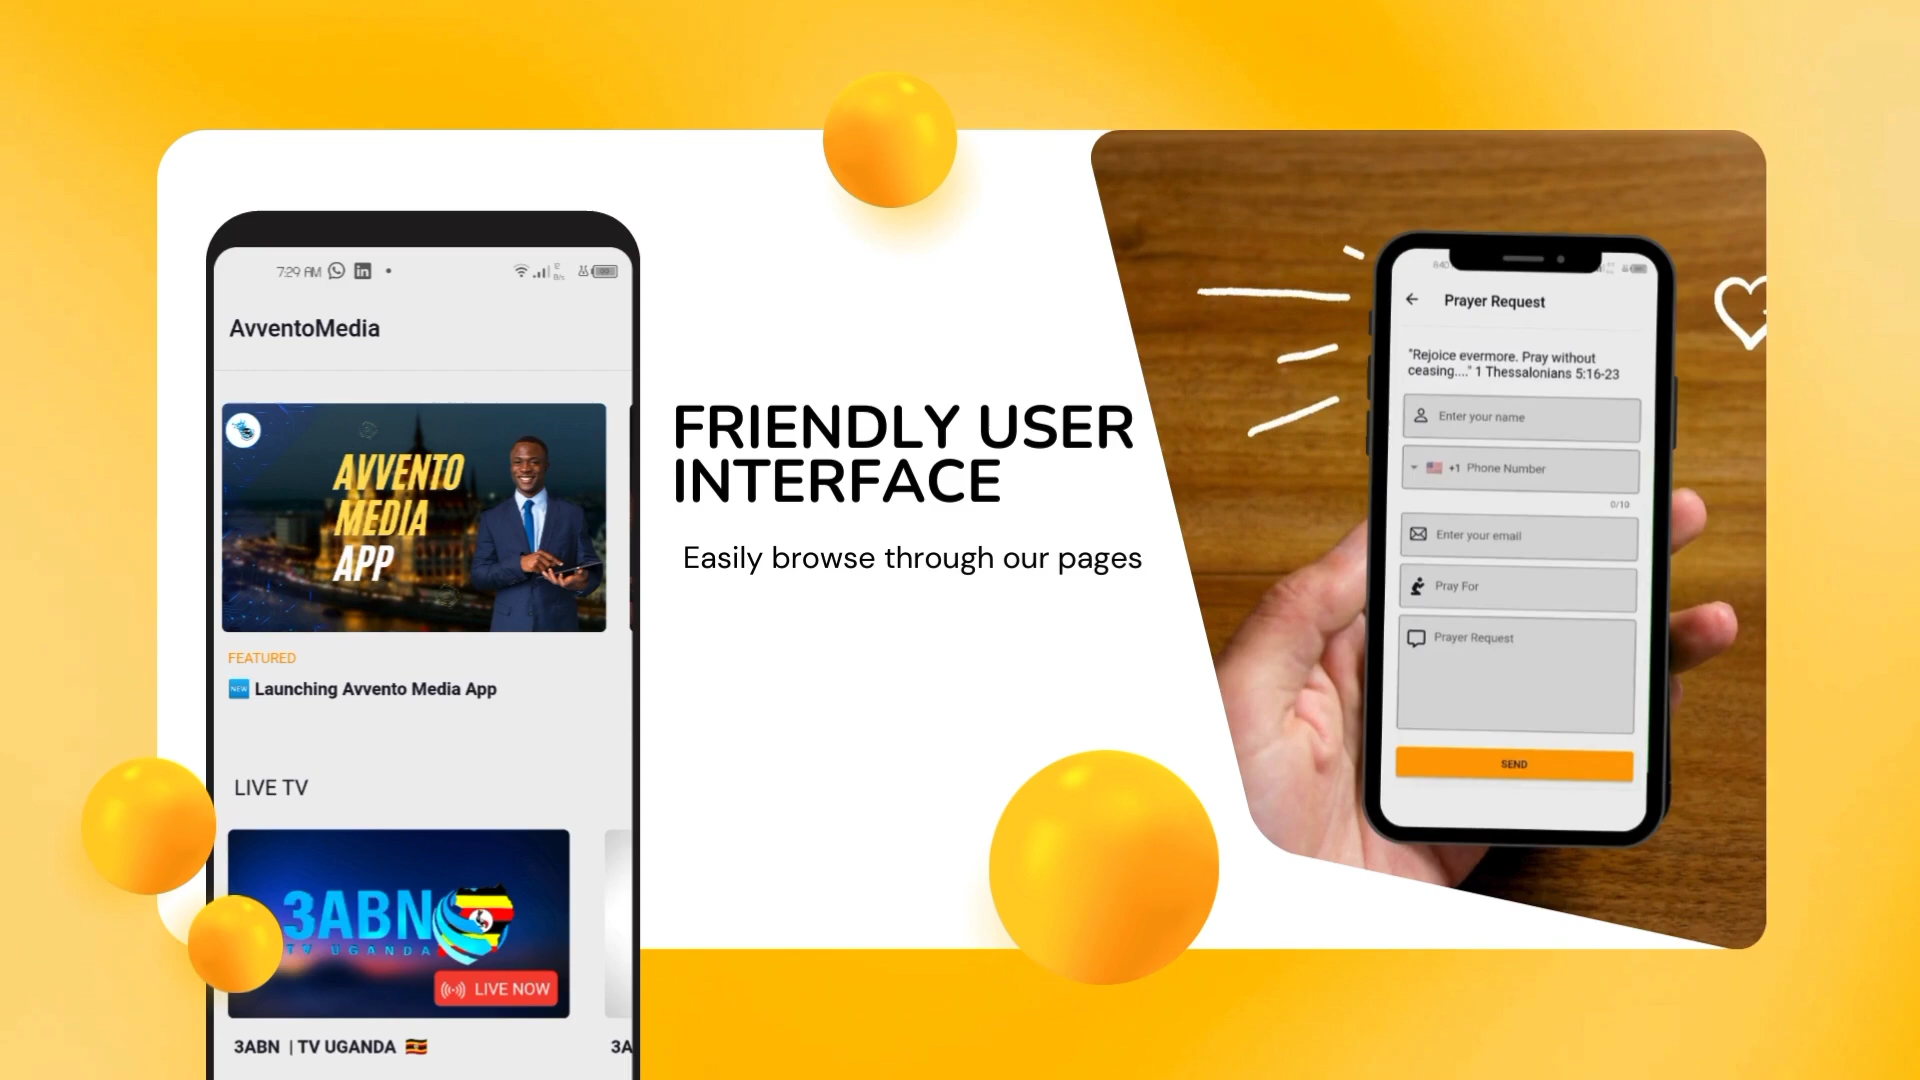 7:29 AM
AvventoMedia
AVVENTO
MEDIA
APP
FEATURED
NEW Launching Avvento Media App
LIVE TV
3ABN
TV UGANDA
LIVE NOW
3ABN | TV UGANDA
3A
FRIENDLY USER
INTERFACE
Easily browse through our pages
Prayer Request
"Rejoice evermore. Pray without
ceasing...." 1 Thessalonians 5:16-23
Enter your name
+1 Phone Number
0/10
Enter your email
Pray For
Prayer Request
SEND